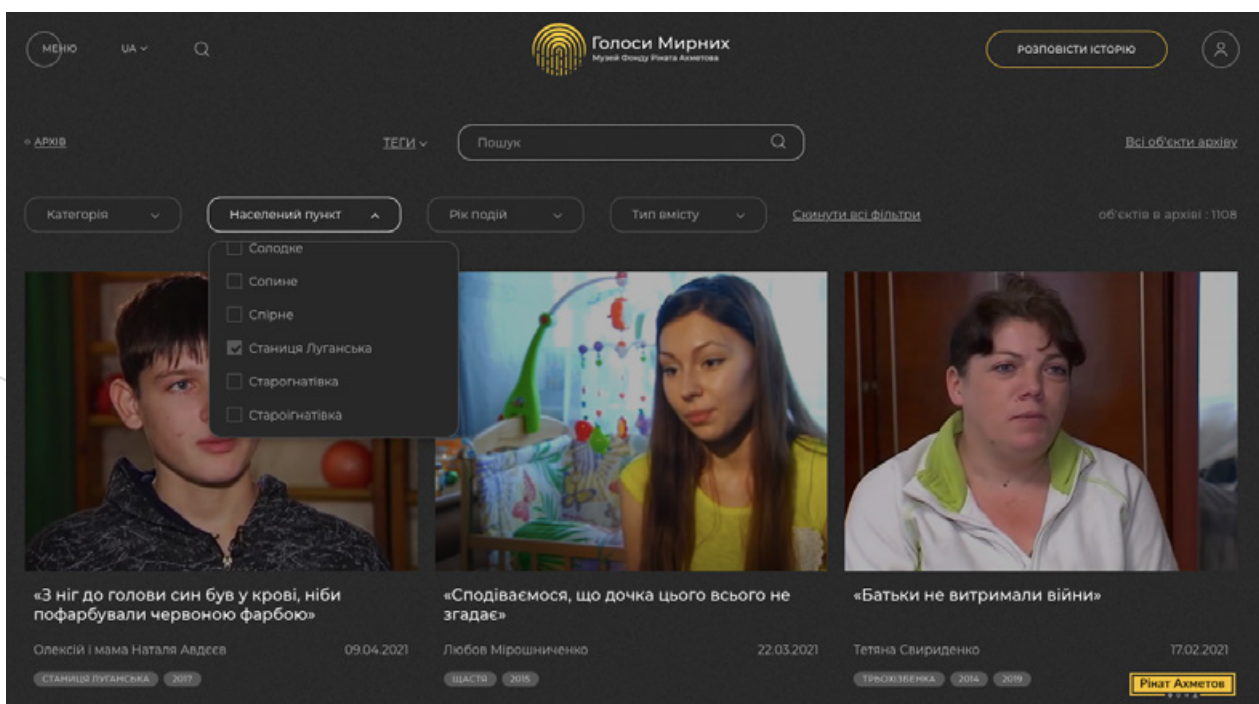 МЕНЮ UA
Голоси Мирних
Музей Фонду Ріната Ахметова
РОЗПОВІСТИ ІСТОРІЮ
АРХІВ
ТЕГИ
Пошук
Всі об'єкти архіву
Категорія
Населений пункт
Рік подій
Тип вмісту
Скинути всі фільтри
об'єктів в архіві : 1108
Солодке
Сопине
Спірне
Станиця Луганська
Старогнатівка
Староігнатівка
«З ніг до голови син був у крові, ніби
пофарбували червоною фарбою»
Олексій і мама Наталя Авдєєв 09.04.2021
СТАНИЦЯ ЛУГАНСЬКА 2017
«Сподіваємося, що дочка цього всього не
згадає»
Любов Мірошниченко 22.03.2021
ЩАСТЯ 2015
«Батьки не витримали війни»
Тетяна Свириденко 17.02.2021
ТРЬОХІЗБЕНКА 2014 2019
Рінат Ахметов
ФОНД